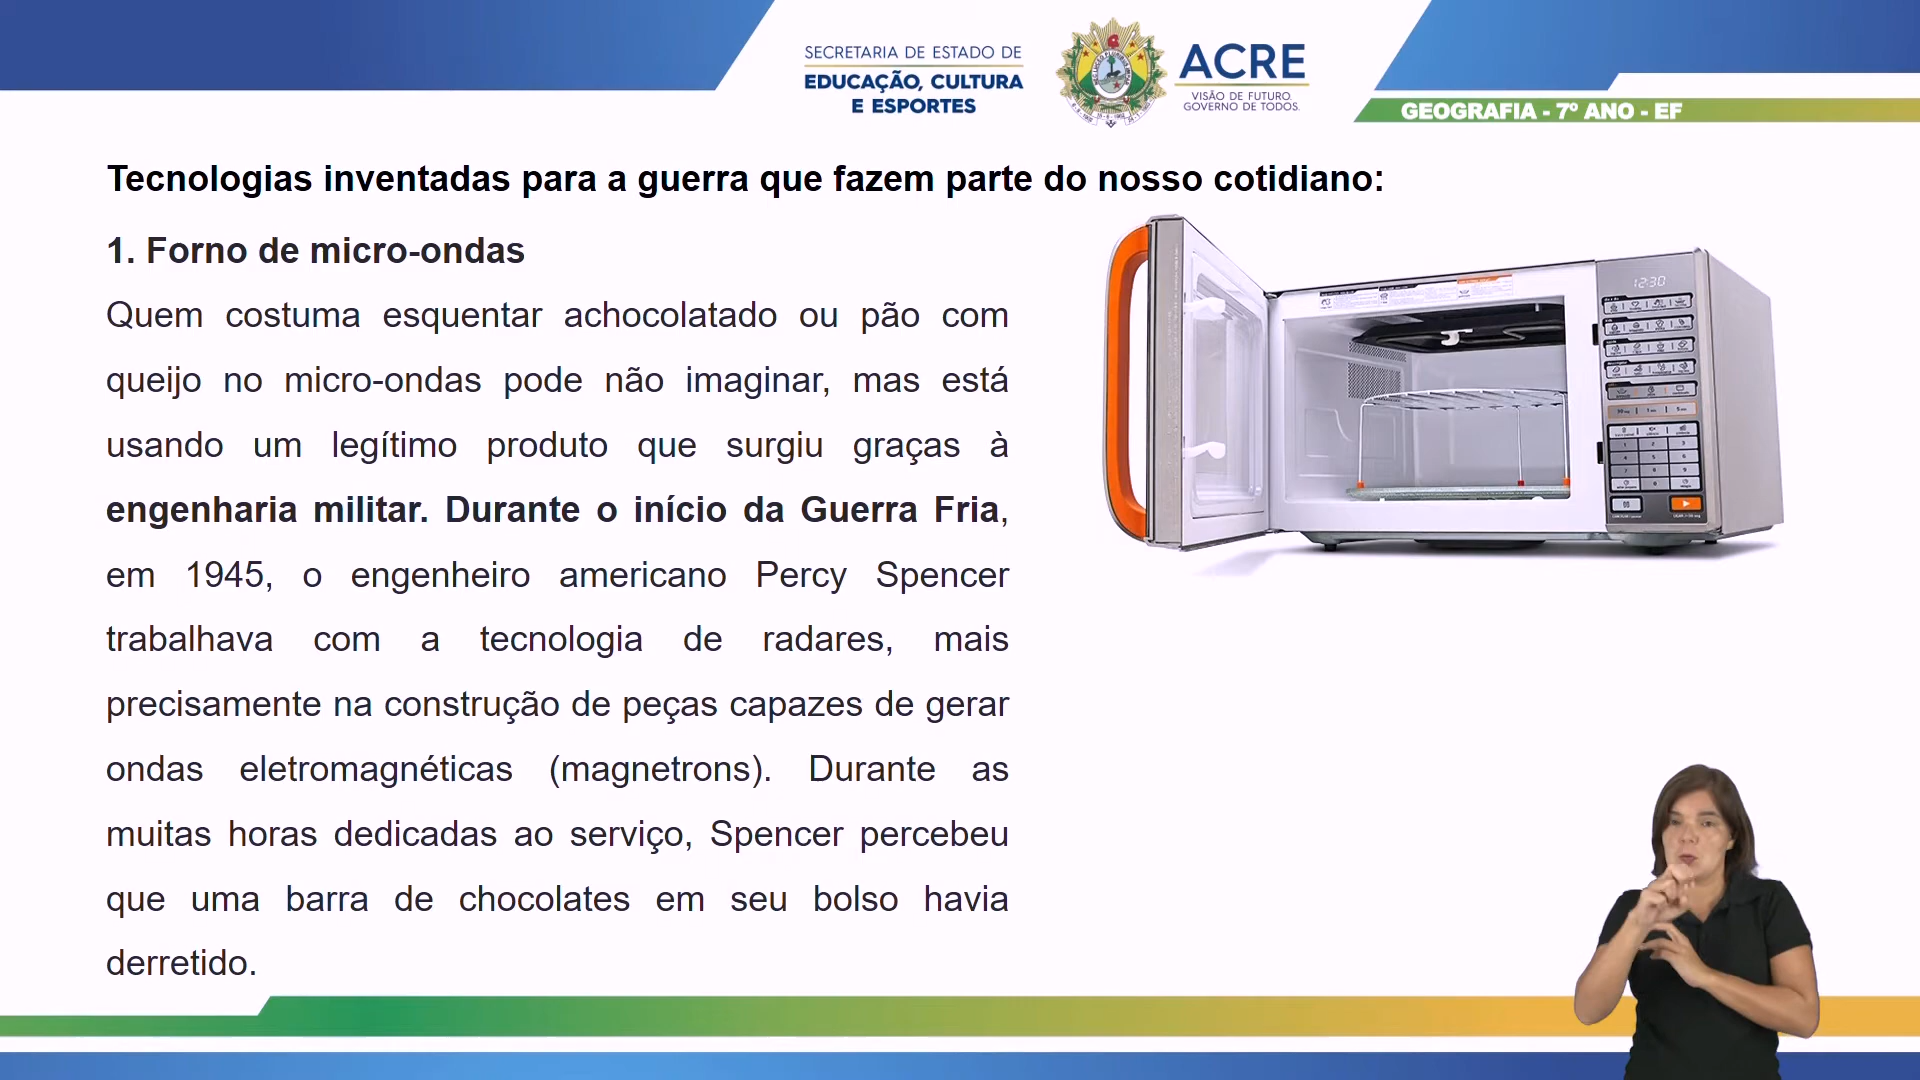 SECRETARIA DE ESTADO DE
EDUCAÇÃO, CULTURA
E ESPORTES
ACRE
VISÃO DE FUTURO.
GOVERNO DE TODOS.
GEOGRAFIA - 7º ANO - EF
Tecnologias inventadas para a guerra que fazem parte do nosso cotidiano:
1. Forno de micro-ondas
Quem costuma esquentar achocolatado ou pão com
queijo no micro-ondas pode não imaginar, mas está
usando um legítimo produto que surgiu graças à
engenharia militar. Durante o início da Guerra Fria,
em 1945, o engenheiro americano Percy Spencer
trabalhava com a tecnologia de radares, mais
precisamente na construção de peças capazes de gerar
ondas eletromagnéticas (magnetrons). Durante as
muitas horas dedicadas ao serviço, Spencer percebeu
que uma barra de chocolates em seu bolso havia
derretido.
12:30